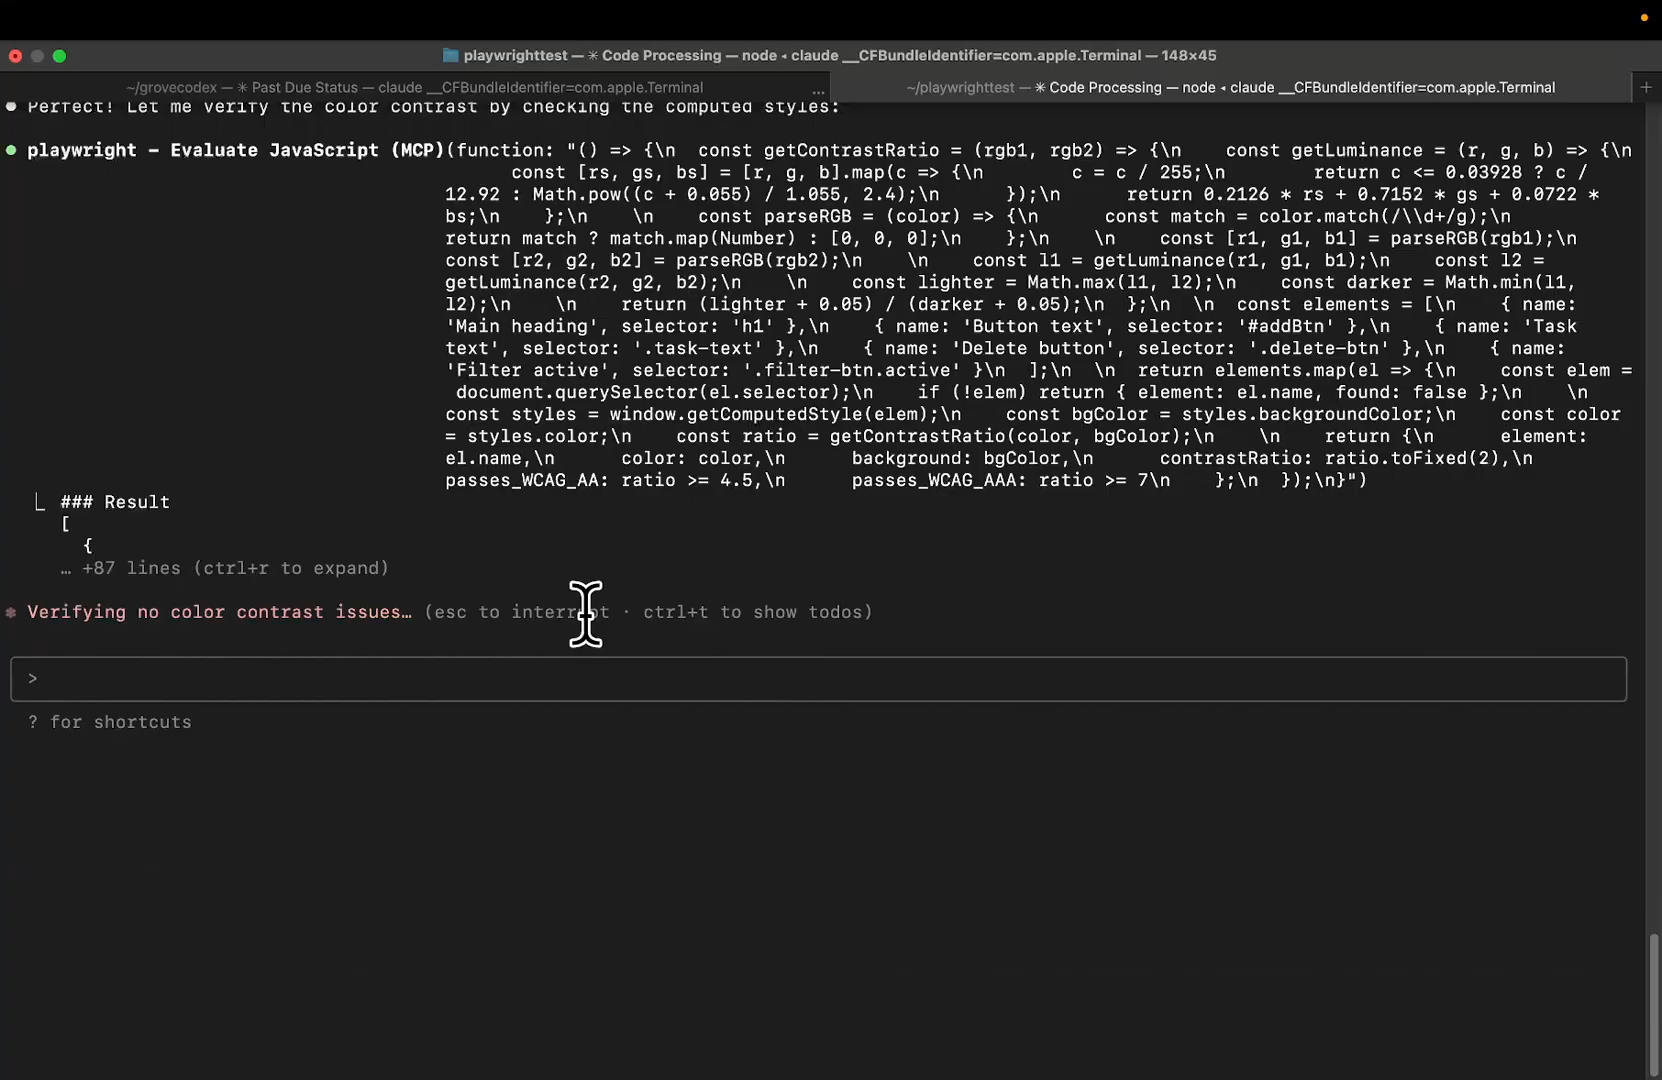 playwrighttest — ✳ Code Processing — node ◂ claude __CFBundleIdentifier=com.apple.Terminal — 148×45
~/grovecodex — ✳ Past Due Status — claude __CFBundleIdentifier=com.apple.Terminal ...
~/playwrighttest — ✳ Code Processing — node ◂ claude __CFBundleIdentifier=com.apple.Terminal +
● Perfect! Let me verify the color contrast by checking the computed styles:
● playwright – Evaluate JavaScript (MCP)(function: "() => {\n  const getContrastRatio = (rgb1, rgb2) => {\n    const getLuminance = (r, g, b) => {\n
const [rs, gs, bs] = [r, g, b].map(c => {\n        c = c / 255;\n        return c <= 0.03928 ? c /
12.92 : Math.pow((c + 0.055) / 1.055, 2.4);\n      });\n      return 0.2126 * rs + 0.7152 * gs + 0.0722 *
bs;\n    };\n    \n    const parseRGB = (color) => {\n      const match = color.match(/\\d+/g);\n
return match ? match.map(Number) : [0, 0, 0];\n    };\n    \n    const [r1, g1, b1] = parseRGB(rgb1);\n
const [r2, g2, b2] = parseRGB(rgb2);\n    \n    const l1 = getLuminance(r1, g1, b1);\n    const l2 =
getLuminance(r2, g2, b2);\n    \n    const lighter = Math.max(l1, l2);\n    const darker = Math.min(l1,
l2);\n    \n    return (lighter + 0.05) / (darker + 0.05);\n  };\n  \n  const elements = [\n    { name:
'Main heading', selector: 'h1' },\n    { name: 'Button text', selector: '#addBtn' },\n    { name: 'Task
text', selector: '.task-text' },\n    { name: 'Delete button', selector: '.delete-btn' },\n    { name:
'Filter active', selector: '.filter-btn.active' }\n  ];\n  \n  return elements.map(el => {\n    const elem =
document.querySelector(el.selector);\n    if (!elem) return { element: el.name, found: false };\n    \n
const styles = window.getComputedStyle(elem);\n    const bgColor = styles.backgroundColor;\n    const color
= styles.color;\n    const ratio = getContrastRatio(color, bgColor);\n    \n    return {\n      element:
el.name,\n      color: color,\n      background: bgColor,\n      contrastRatio: ratio.toFixed(2),\n
passes_WCAG_AA: ratio >= 4.5,\n      passes_WCAG_AAA: ratio >= 7\n    };\n  });\n}")
⎿ ### Result
[
{
… +87 lines (ctrl+r to expand)
✽ Verifying no color contrast issues… (esc to interrupt · ctrl+t to show todos)
>
? for shortcuts